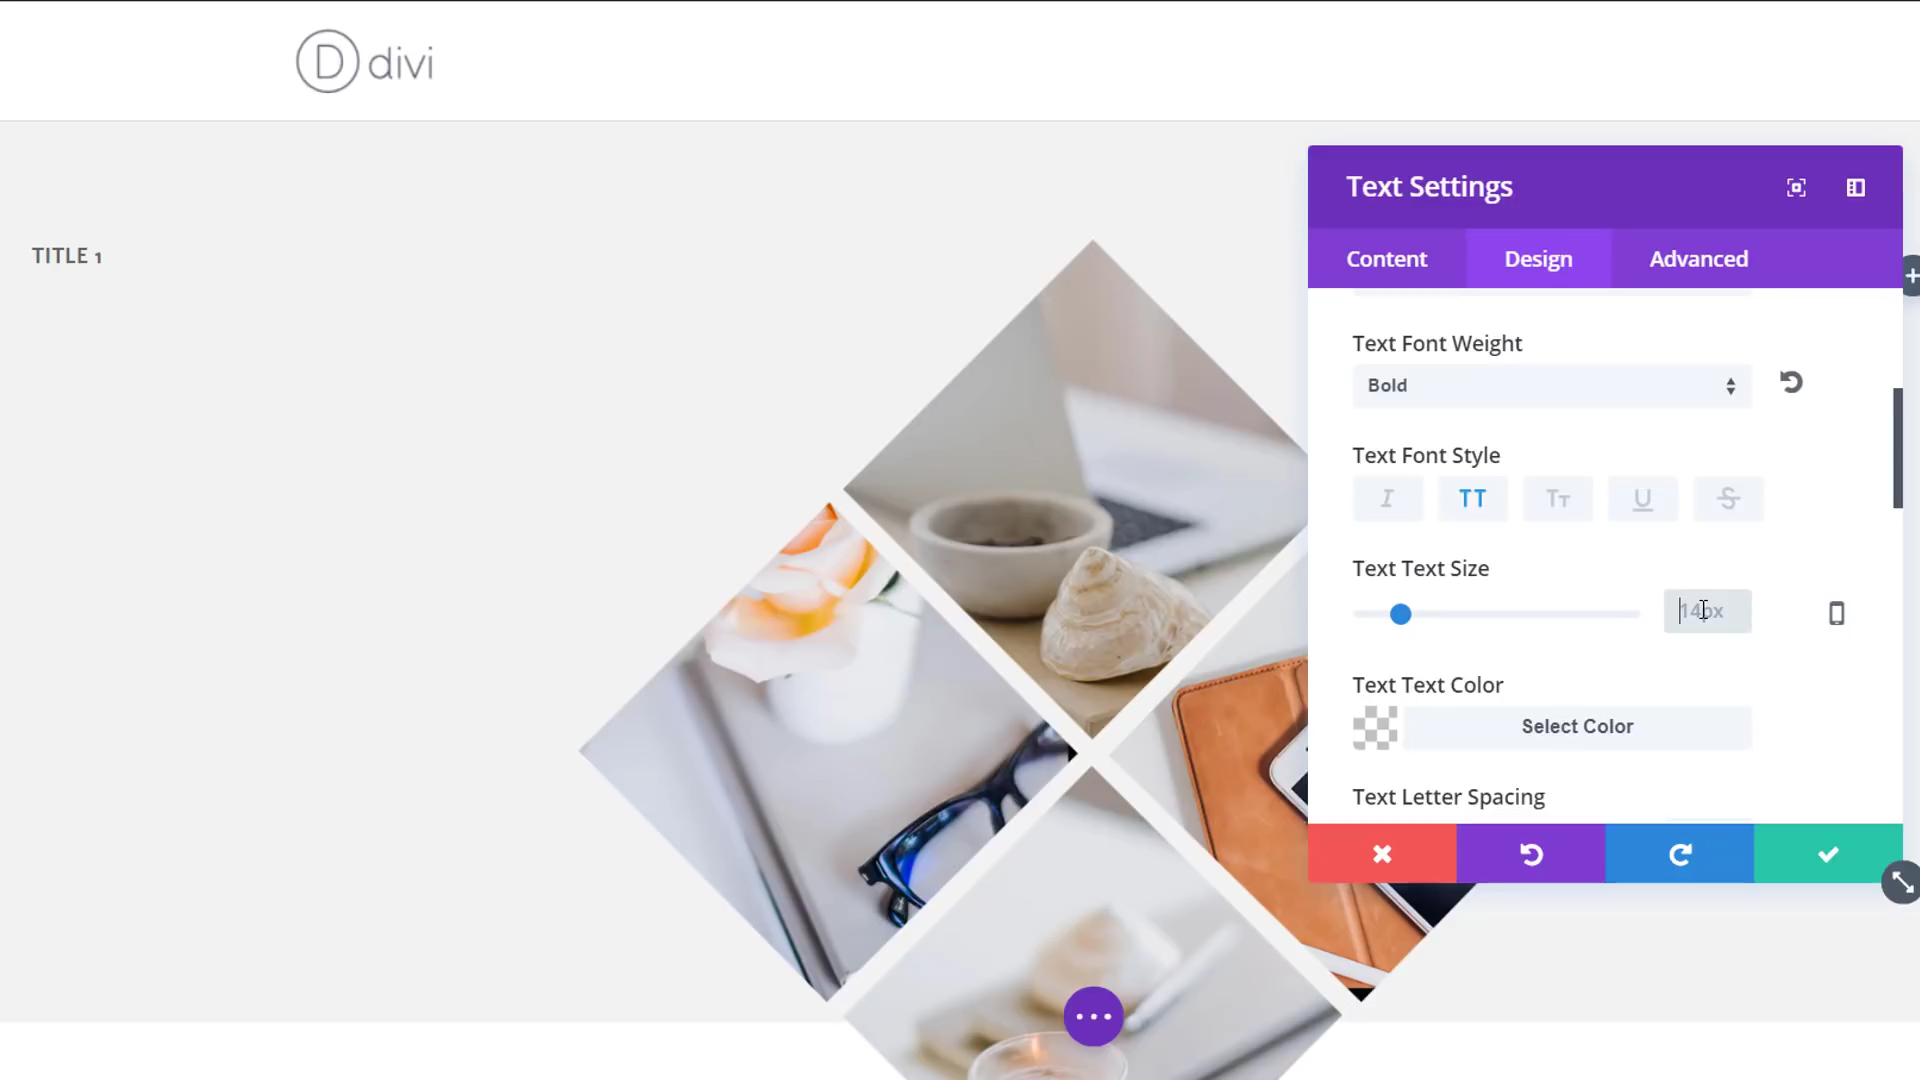 D divi
TITLE 1
Text Settings
Content Design Advanced
Text Font Weight
Bold
Text Font Style
I TT TT U S
Text Text Size
14px
Text Text Color
Select Color
Text Letter Spacing